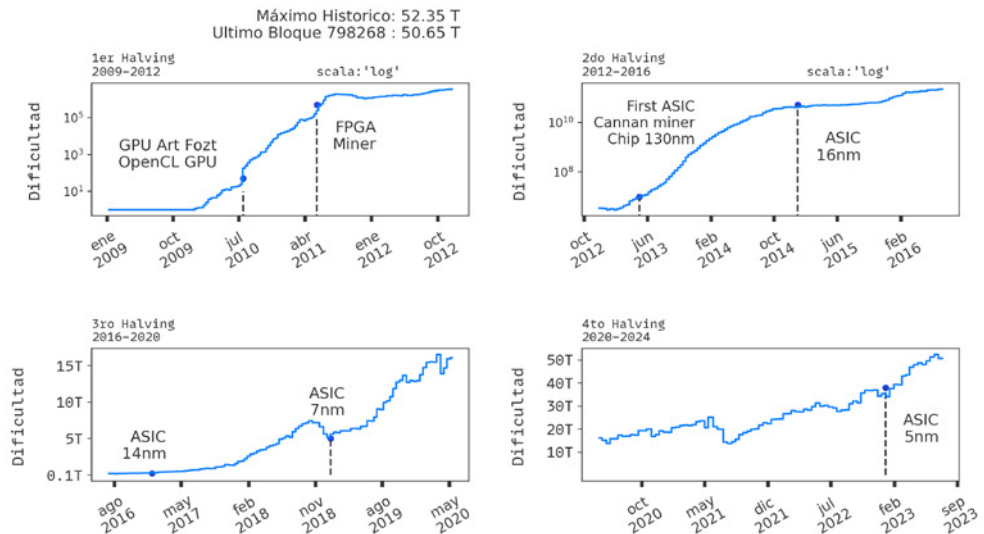 Máximo Historico: 52.35 T
Ultimo Bloque 798268 : 50.65 T
1er Halving
2009-2012
scala:'log'
Dificultad
10⁵
10³
10¹
GPU Art Fozt
OpenCL GPU
FPGA
Miner
ene 2009
oct 2009
jul 2010
abr 2011
ene 2012
oct 2012
2do Halving
2012-2016
scala:'log'
Dificultad
10¹⁰
10⁸
First ASIC
Cannan miner
Chip 130nm
ASIC
16nm
oct 2012
jun 2013
feb 2014
oct 2014
jun 2015
feb 2016
3ro Halving
2016-2020
Dificultad
15T
10T
5T
0.1T
ASIC
14nm
ASIC
7nm
ago 2016
may 2017
feb 2018
nov 2018
ago 2019
may 2020
4to Halving
2020-2024
Dificultad
50T
40T
30T
20T
10T
ASIC
5nm
oct 2020
may 2021
dic 2021
jul 2022
feb 2023
sep 2023